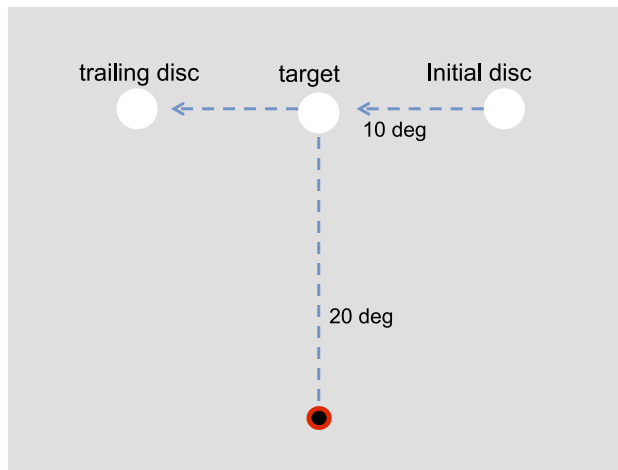 trailing disc
target
Initial disc
10 deg
20 deg